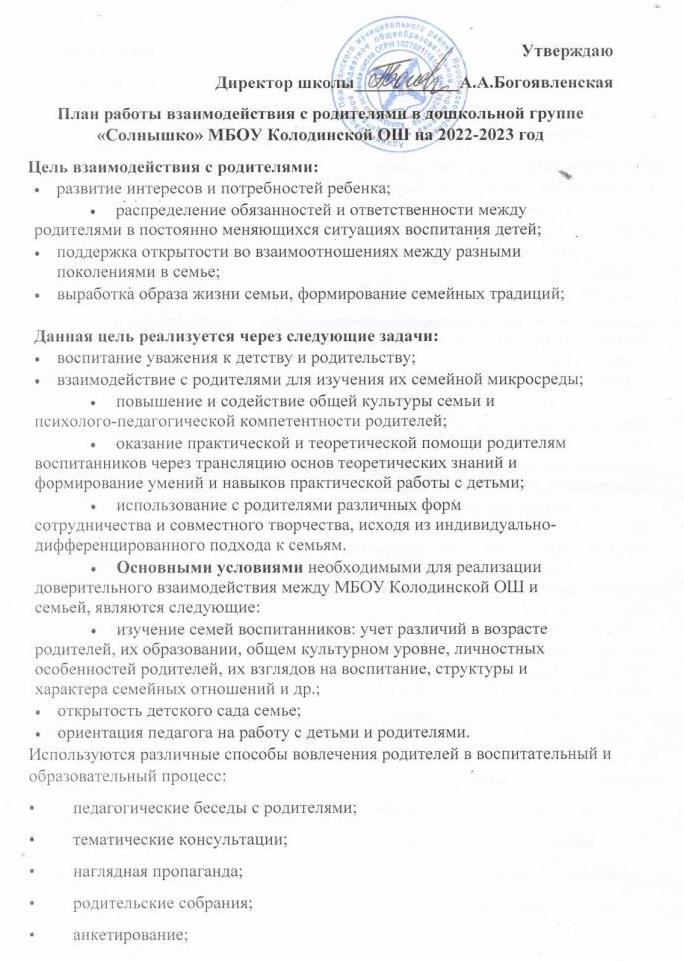 Утверждаю
Директор школы А.А.Богоявленская
План работы взаимодействия с родителями в дошкольной группе
«Солнышко» МБОУ Колодинской ОШ на 2022-2023 год
Цель взаимодействия с родителями:
• развитие интересов и потребностей ребенка;
• распределение обязанностей и ответственности между
родителями в постоянно меняющихся ситуациях воспитания детей;
• поддержка открытости во взаимоотношениях между разными
поколениями в семье;
• выработка образа жизни семьи, формирование семейных традиций;
Данная цель реализуется через следующие задачи:
• воспитание уважения к детству и родительству;
• взаимодействие с родителями для изучения их семейной микросреды;
• повышение и содействие общей культуры семьи и
психолого-педагогической компетентности родителей;
• оказание практической и теоретической помощи родителям
воспитанников через трансляцию основ теоретических знаний и
формирование умений и навыков практической работы с детьми;
• использование с родителями различных форм
сотрудничества и совместного творчества, исходя из индивидуально-
дифференцированного подхода к семьям.
• Основными условиями необходимыми для реализации
доверительного взаимодействия между МБОУ Колодинской ОШ и
семьей, являются следующие:
• изучение семей воспитанников: учет различий в возрасте
родителей, их образовании, общем культурном уровне, личностных
особенностей родителей, их взглядов на воспитание, структуры и
характера семейных отношений и др.;
• открытость детского сада семье;
• ориентация педагога на работу с детьми и родителями.
Используются различные способы вовлечения родителей в воспитательный и
образовательный процесс:
• педагогические беседы с родителями;
• тематические консультации;
• наглядная пропаганда;
• родительские собрания;
• анкетирование;